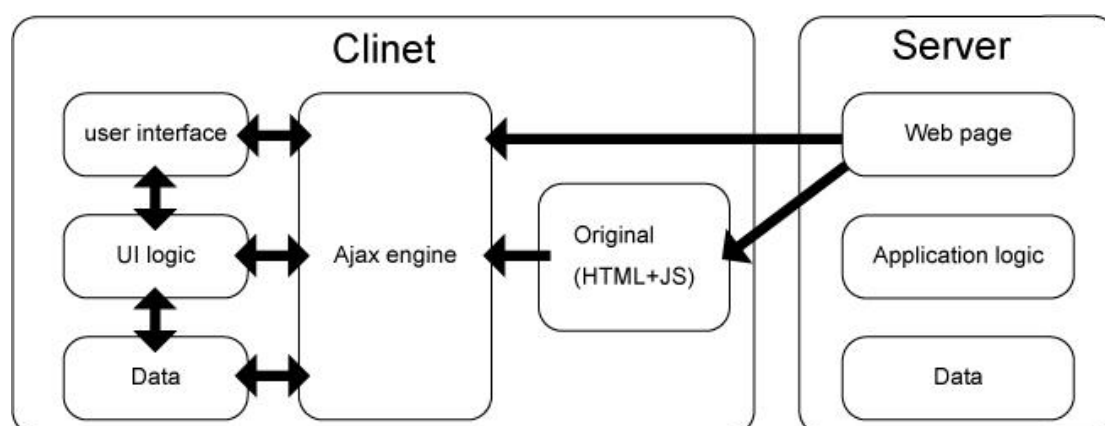 Clinet
Server
user interface
Web page
UI logic
Ajax engine
Original
(HTML+JS)
Application logic
Data
Data